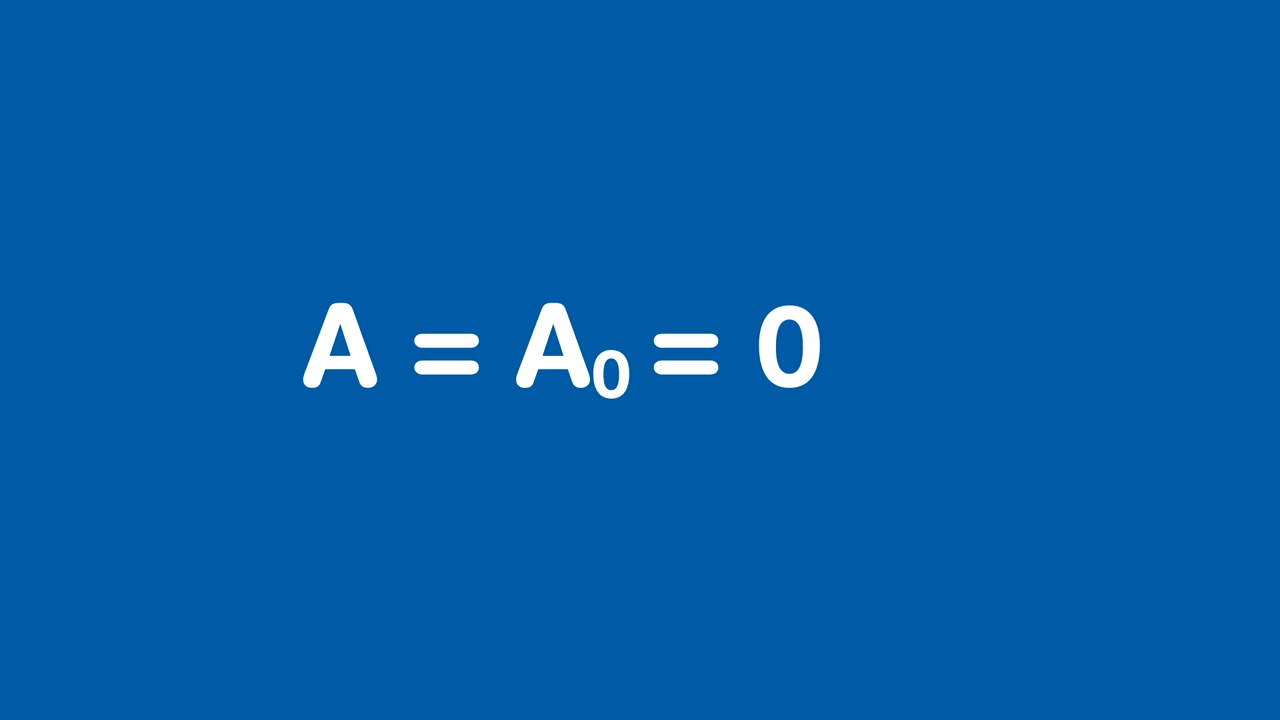 A = A₀ = 0